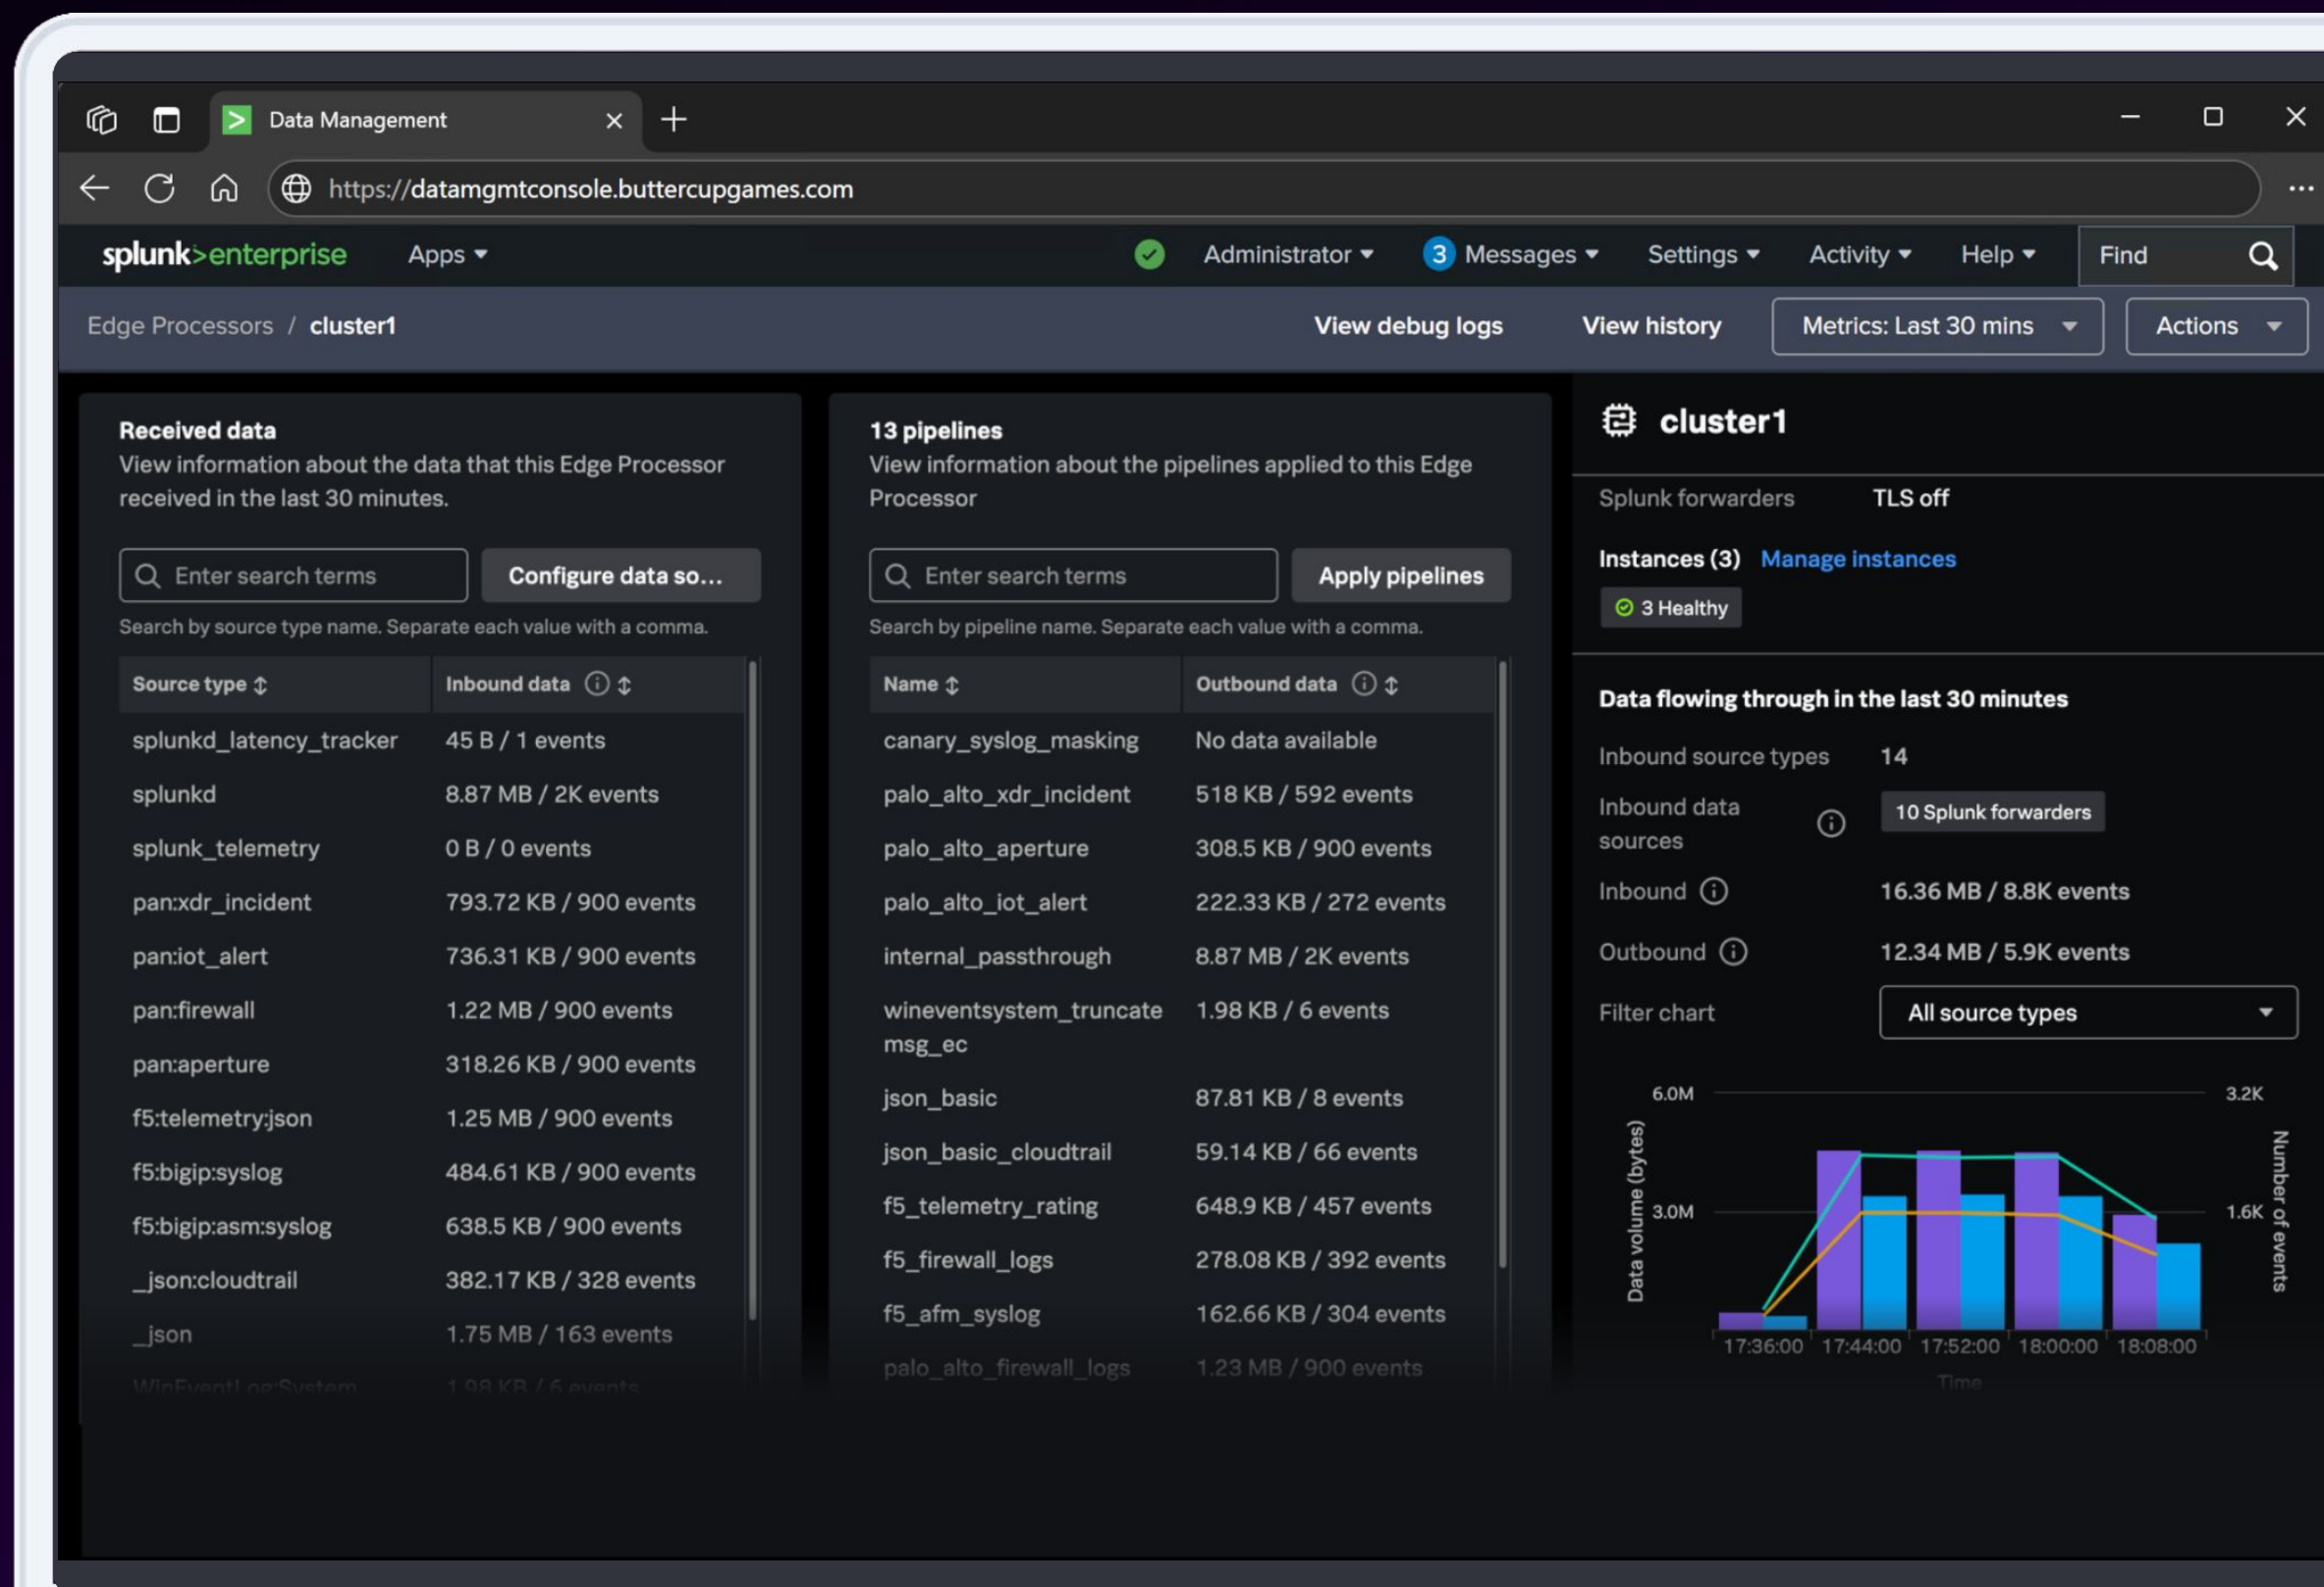 Data Management
https://datamgmtconsole.buttercupgames.com
splunk>enterprise Apps Administrator 3 Messages Settings Activity Help Find
Edge Processors / cluster1 View debug logs View history Metrics: Last 30 mins Actions
Received data
View information about the data that this Edge Processor
received in the last 30 minutes.
Enter search terms Configure data so...
Search by source type name. Separate each value with a comma.
Source type Inbound data
splunkd_latency_tracker 45 B / 1 events
splunkd 8.87 MB / 2K events
splunk_telemetry 0 B / 0 events
pan:xdr_incident 793.72 KB / 900 events
pan:iot_alert 736.31 KB / 900 events
pan:firewall 1.22 MB / 900 events
pan:aperture 318.26 KB / 900 events
f5:telemetry:json 1.25 MB / 900 events
f5:bigip:syslog 484.61 KB / 900 events
f5:bigip:asm:syslog 638.5 KB / 900 events
_json:cloudtrail 382.17 KB / 328 events
_json 1.75 MB / 163 events
WinEventLog:System 1.98 KB / 6 events
13 pipelines
View information about the pipelines applied to this Edge
Processor
Enter search terms Apply pipelines
Search by pipeline name. Separate each value with a comma.
Name Outbound data
canary_syslog_masking No data available
palo_alto_xdr_incident 518 KB / 592 events
palo_alto_aperture 308.5 KB / 900 events
palo_alto_iot_alert 222.33 KB / 272 events
internal_passthrough 8.87 MB / 2K events
wineventsystem_truncate 1.98 KB / 6 events
msg_ec
json_basic 87.81 KB / 8 events
json_basic_cloudtrail 59.14 KB / 66 events
f5_telemetry_rating 648.9 KB / 457 events
f5_firewall_logs 278.08 KB / 392 events
f5_afm_syslog 162.66 KB / 304 events
palo_alto_firewall_logs 1.23 MB / 900 events
cluster1
Splunk forwarders TLS off
Instances (3) Manage instances
3 Healthy
Data flowing through in the last 30 minutes
Inbound source types 14
Inbound data
sources 10 Splunk forwarders
Inbound 16.36 MB / 8.8K events
Outbound 12.34 MB / 5.9K events
Filter chart All source types
Data volume (bytes)
6.0M
3.0M
3.2K
1.6K
Number of events
17:36:00 17:44:00 17:52:00 18:00:00 18:08:00
Time